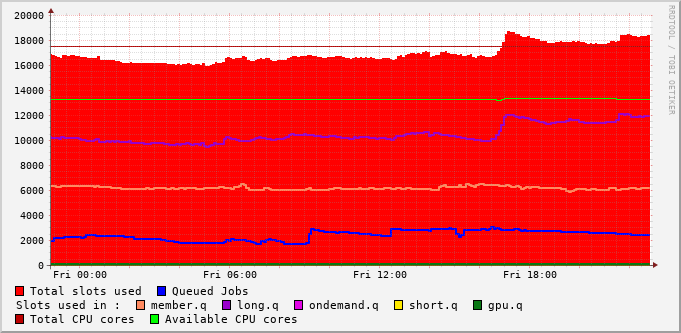 20000
18000
16000
14000
12000
10000
8000
6000
4000
2000
0
Fri 00:00 Fri 06:00 Fri 12:00 Fri 18:00
RRDTOOL / TOBI OETIKER
Total slots used Queued Jobs
Slots used in : member.q long.q ondemand.q short.q gpu.q
Total CPU cores Available CPU cores